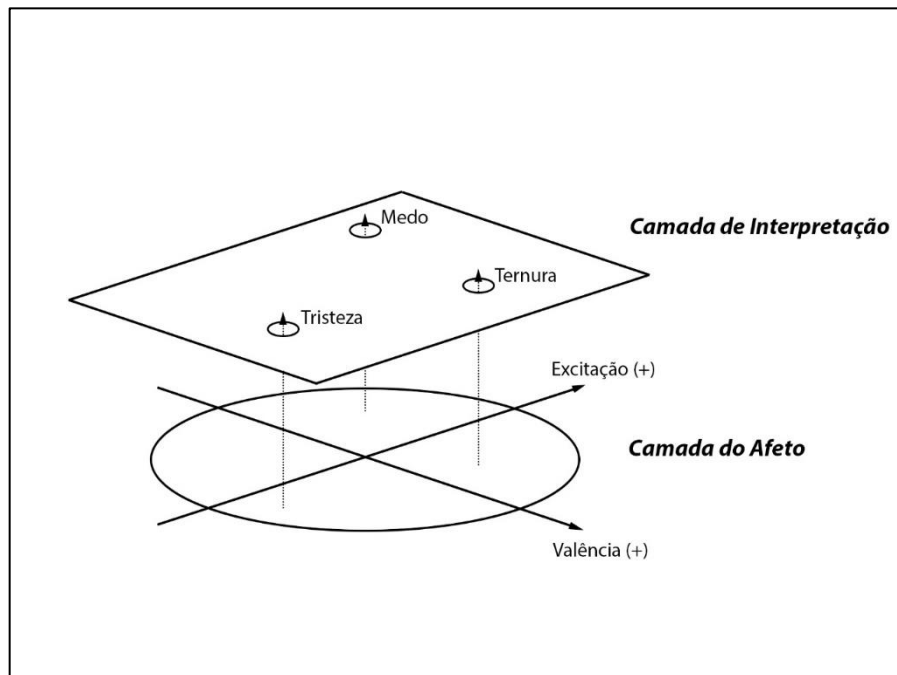 Medo
Camada de Interpretação
Ternura
Tristeza
Excitação (+)
Camada do Afeto
Valência (+)